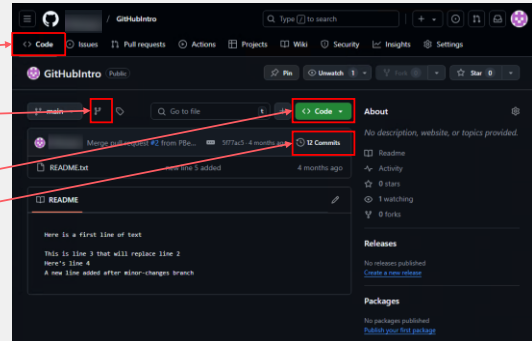 / GitHubIntro
Type / to search
Code Issues Pull requests Actions Projects Wiki Security Insights Settings
GitHubIntro Public
Pin Unwatch 1 Fork Star 0
main Go to file t Code
Merge pull request #2 from PBe... 5f77ac5 · 4 months ago 12 Commits
README.txt new line 5 added 4 months ago
README
Here is a first line of text
This is line 3 that will replace line 2
Here's line 4
A new line added after minor-changes branch
About
No description, website, or topics provided.
Readme
Activity
0 stars
1 watching
0 forks
Releases
No releases published
Create a new release
Packages
No packages published
Publish your first package